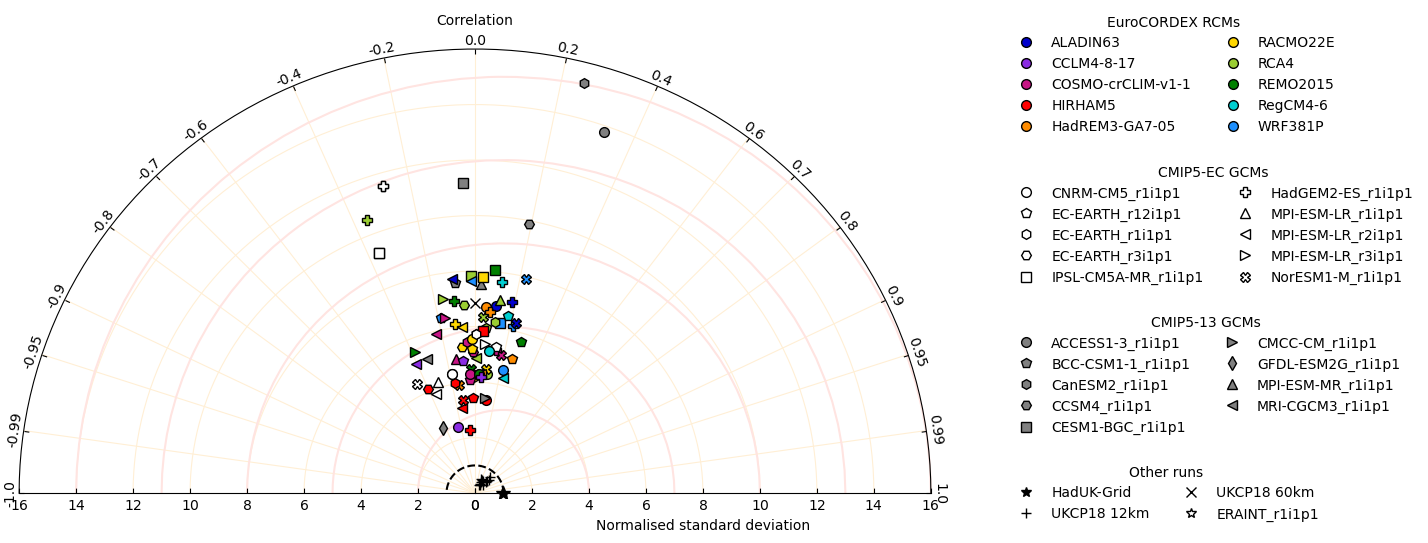 Correlation
-1.0
-0.99
-0.95
-0.9
-0.8
-0.7
-0.6
-0.4
-0.2
0.0
0.2
0.4
0.6
0.7
0.8
0.9
0.95
0.99
1.0
16 14 12 10 8 6 4 2 0 2 4 6 8 10 12 14 16
Normalised standard deviation
EuroCORDEX RCMs
ALADIN63 RACMO22E
CCLM4-8-17 RCA4
COSMO-crCLIM-v1-1 REMO2015
HIRHAM5 RegCM4-6
HadREM3-GA7-05 WRF381P
CMIP5-EC GCMs
CNRM-CM5_r1i1p1 HadGEM2-ES_r1i1p1
EC-EARTH_r12i1p1 MPI-ESM-LR_r1i1p1
EC-EARTH_r1i1p1 MPI-ESM-LR_r2i1p1
EC-EARTH_r3i1p1 MPI-ESM-LR_r3i1p1
IPSL-CM5A-MR_r1i1p1 NorESM1-M_r1i1p1
CMIP5-13 GCMs
ACCESS1-3_r1i1p1 CMCC-CM_r1i1p1
BCC-CSM1-1_r1i1p1 GFDL-ESM2G_r1i1p1
CanESM2_r1i1p1 MPI-ESM-MR_r1i1p1
CCSM4_r1i1p1 MRI-CGCM3_r1i1p1
CESM1-BGC_r1i1p1
Other runs
HadUK-Grid UKCP18 60km
UKCP18 12km ERAINT_r1i1p1